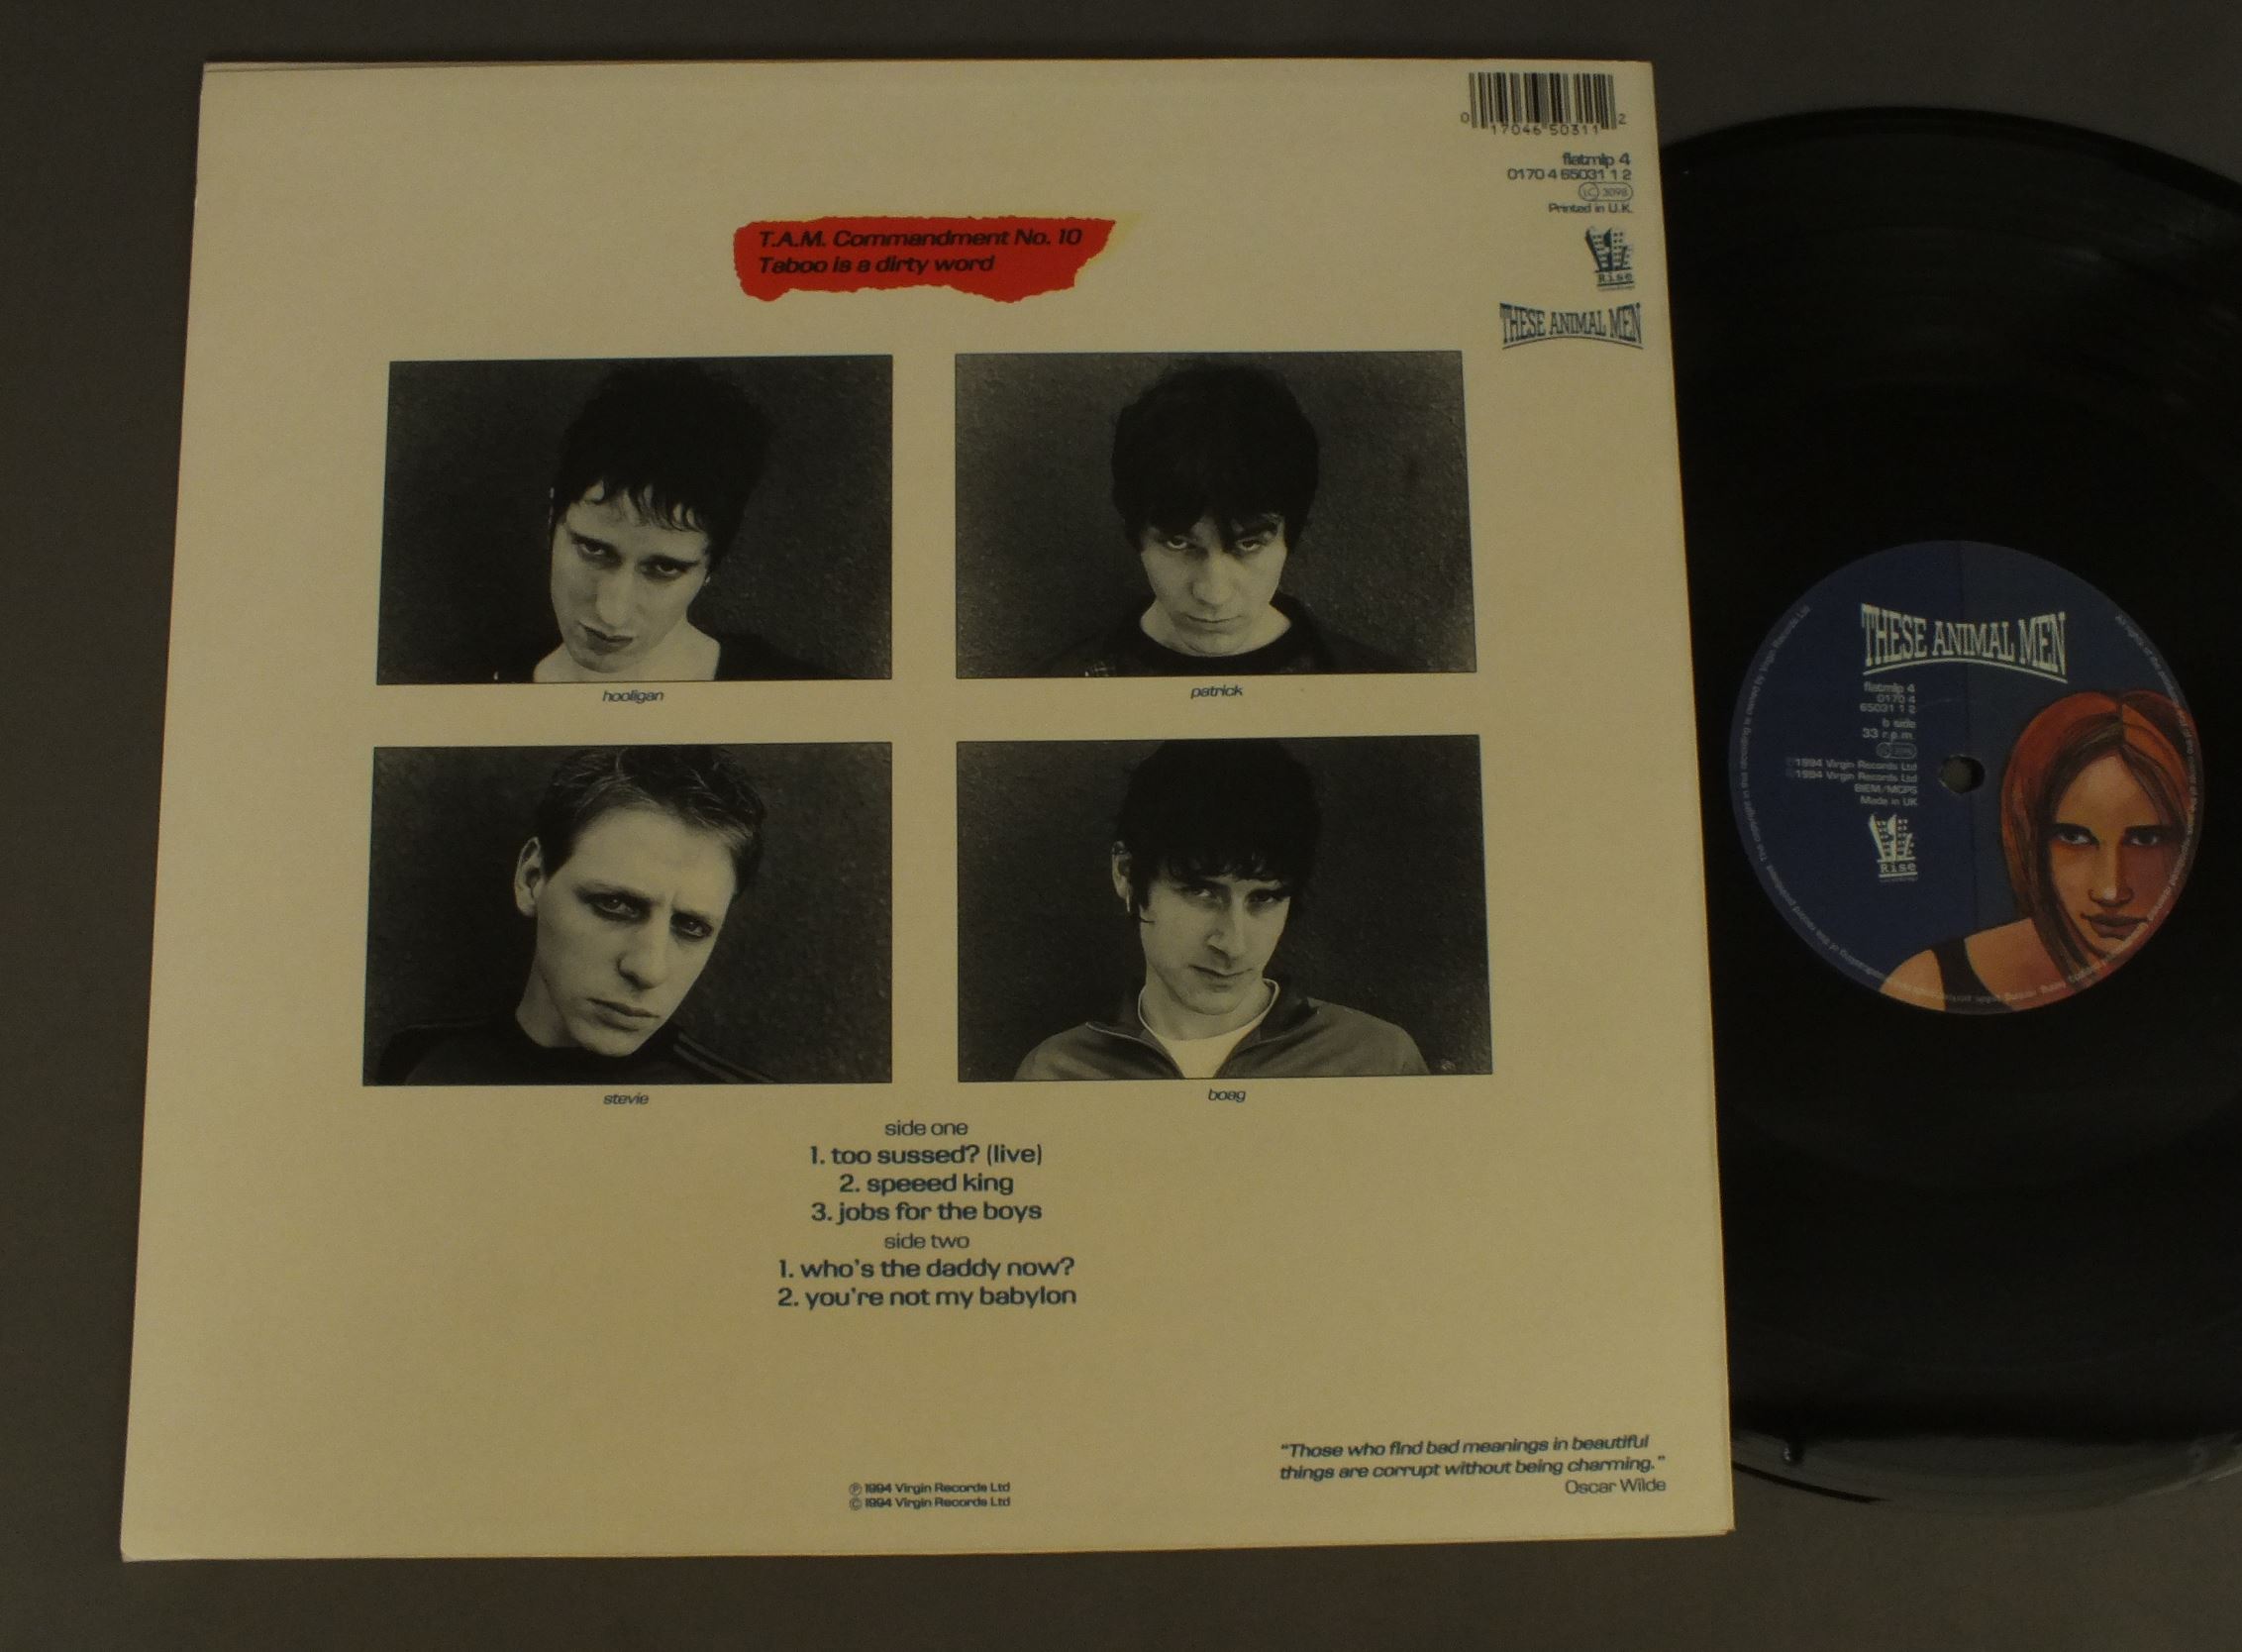 0 17046 50311 2
flatmlp 4
0170 4 65031 1 2
LC 3098
Printed in U.K.
Rise
THESE ANIMAL MEN
T.A.M. Commandment No. 10
Taboo is a dirty word
hooligan
patrick
stevie
boag
side one
1. too sussed? (live)
2. speeed king
3. jobs for the boys
side two
1. who's the daddy now?
2. you're not my babylon
"Those who find bad meanings in beautiful
things are corrupt without being charming."
Oscar Wilde
℗ 1994 Virgin Records Ltd
© 1994 Virgin Records Ltd
THESE ANIMAL MEN
flatmlp 4
0170 4
65031 1 2
b side
33 r.p.m.
℗1994 Virgin Records Ltd
©1994 Virgin Records Ltd
BIEM/MCPS
Made in UK
Rise